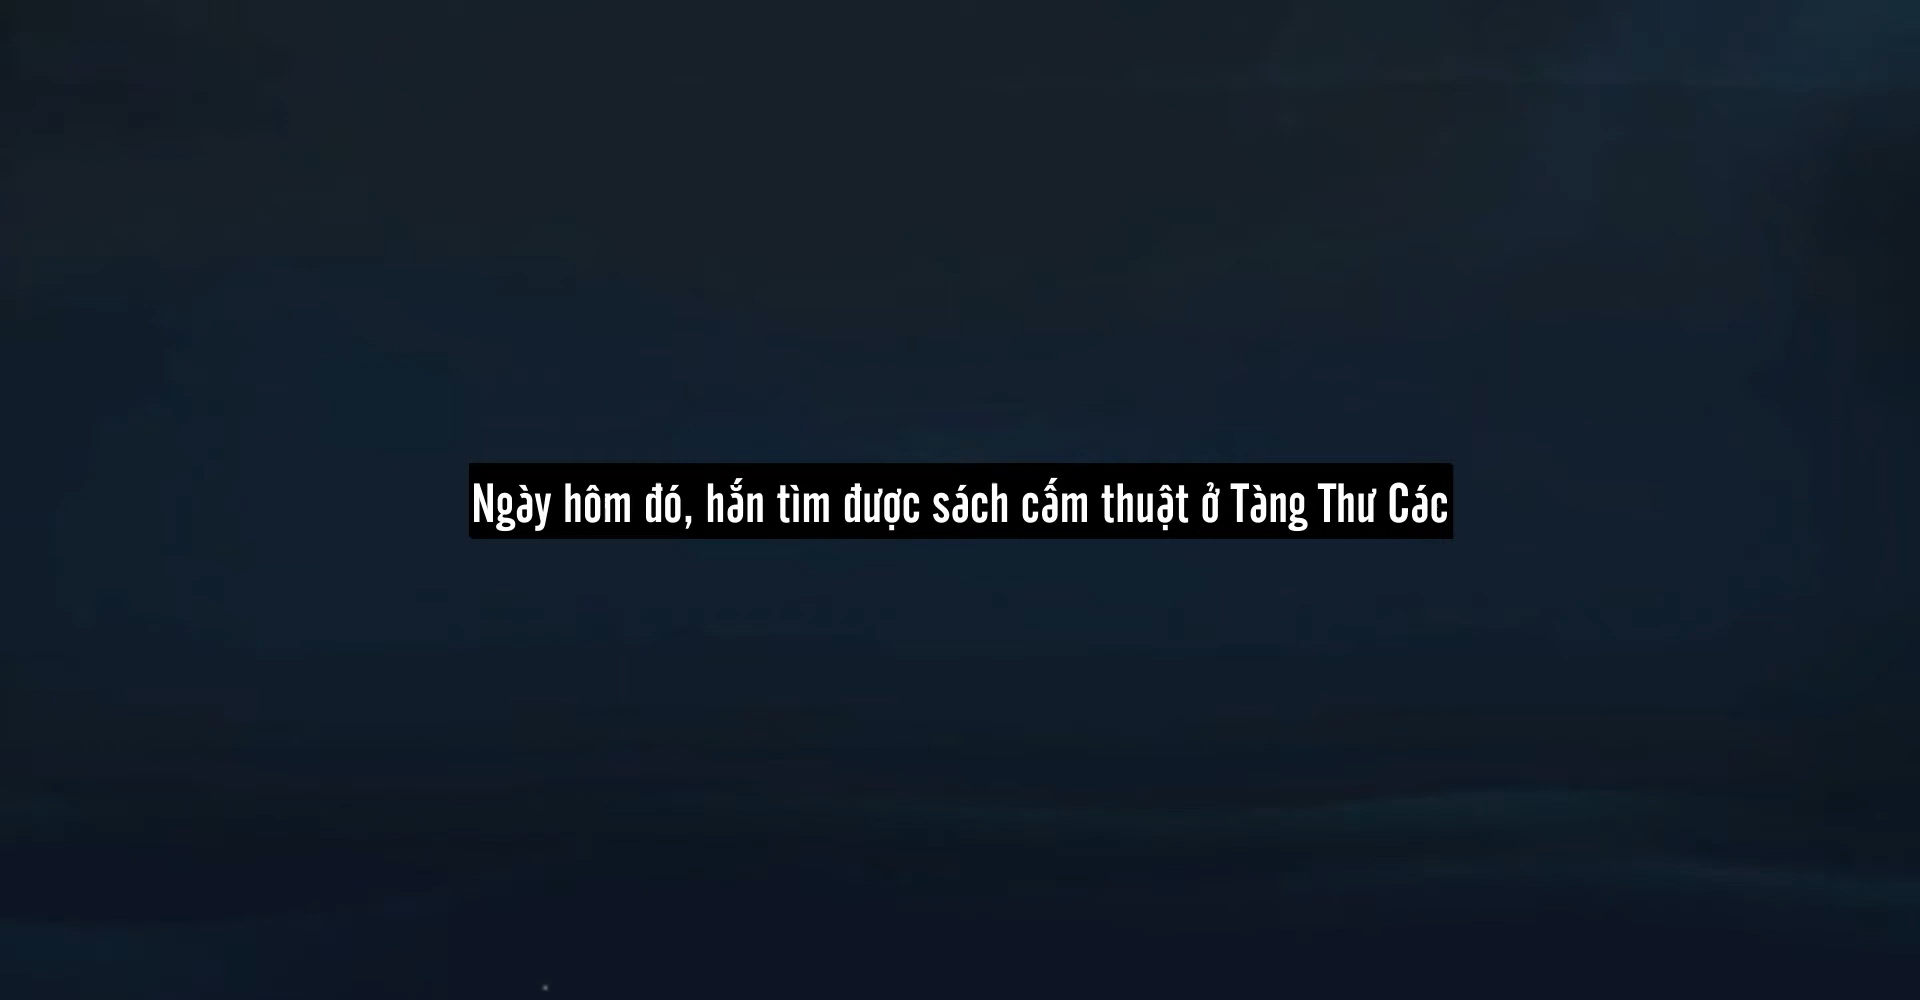 Ngày hôm đó, hắn tìm được sách cấm thuật ở Tàng Thư Các